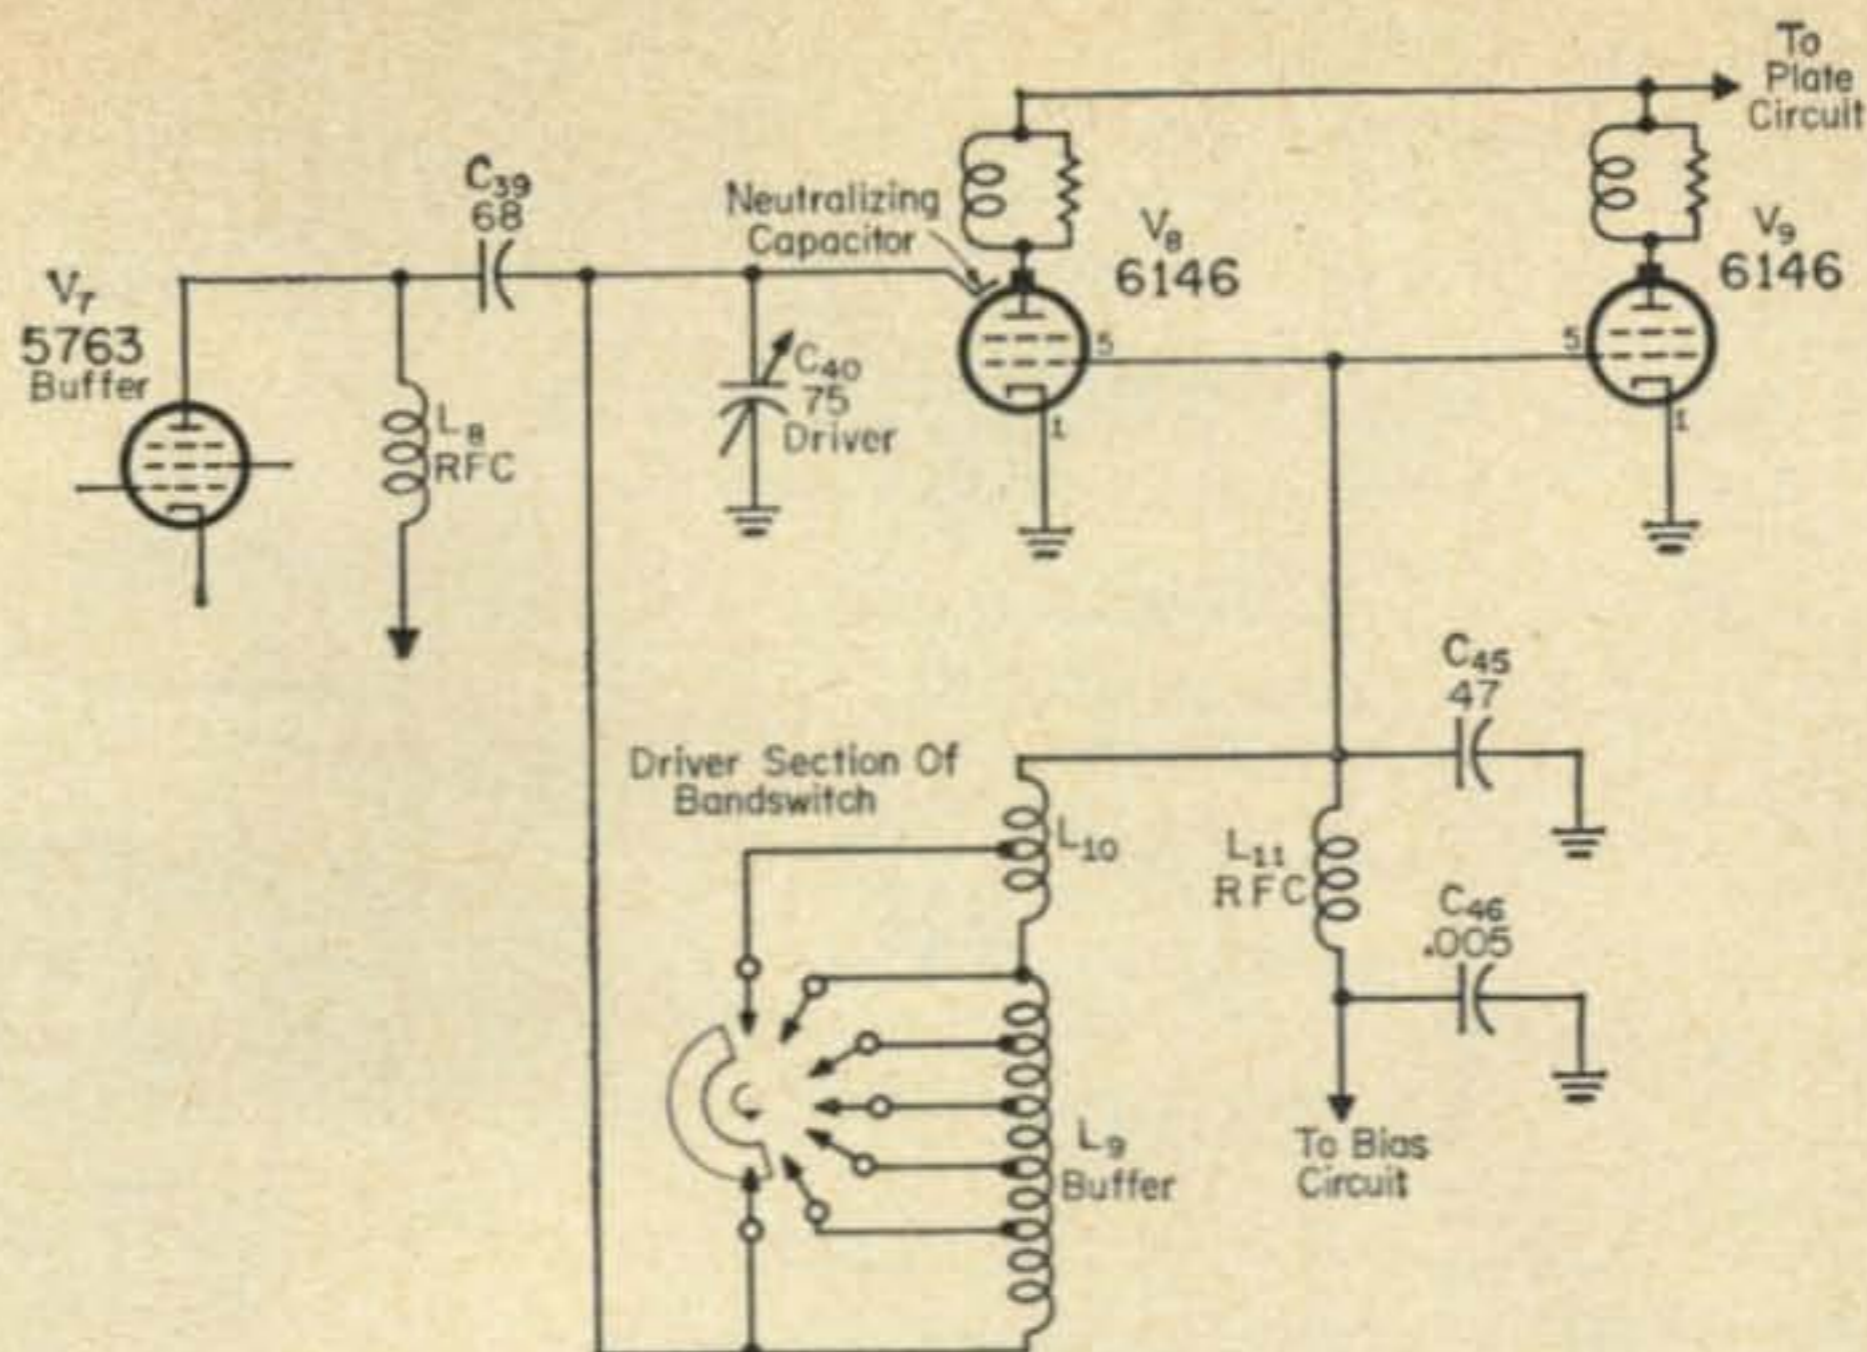 To
Plate
Circuit
C39
68
Neutralizing
Capacitor
V8
6146
V9
6146
V7
5763
Buffer
5
5
C40
75
Driver
L8
RFC
1
1
C45
47
Driver Section Of
Bandswitch
L10
L11
RFC
C46
.005
L9
Buffer
To Bias
Circuit